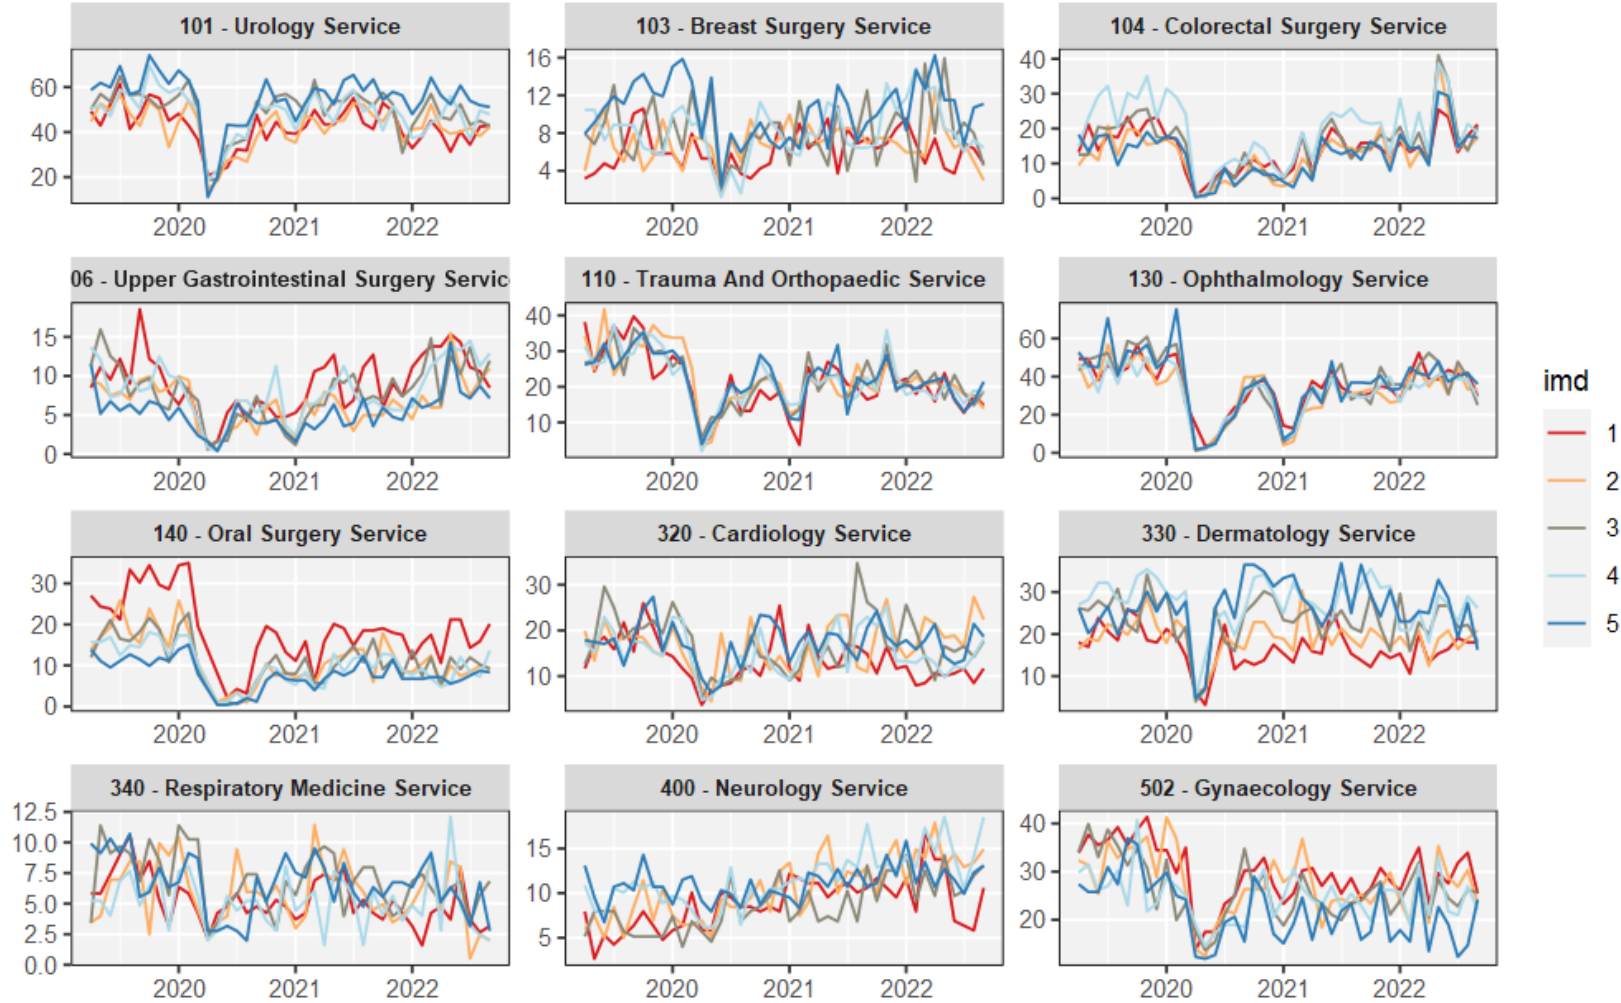 101 - Urology Service
103 - Breast Surgery Service
104 - Colorectal Surgery Service
60
40
20
2020 2021 2022
16
12
8
4
2020 2021 2022
40
30
20
10
0
2020 2021 2022
06 - Upper Gastrointestinal Surgery Servic
110 - Trauma And Orthopaedic Service
130 - Ophthalmology Service
15
10
5
0
2020 2021 2022
40
30
20
10
2020 2021 2022
60
40
20
0
2020 2021 2022
140 - Oral Surgery Service
320 - Cardiology Service
330 - Dermatology Service
30
20
10
0
2020 2021 2022
30
20
10
2020 2021 2022
30
20
10
2020 2021 2022
340 - Respiratory Medicine Service
400 - Neurology Service
502 - Gynaecology Service
12.5
10.0
7.5
5.0
2.5
0.0
2020 2021 2022
15
10
5
2020 2021 2022
40
30
20
2020 2021 2022
imd
1
2
3
4
5